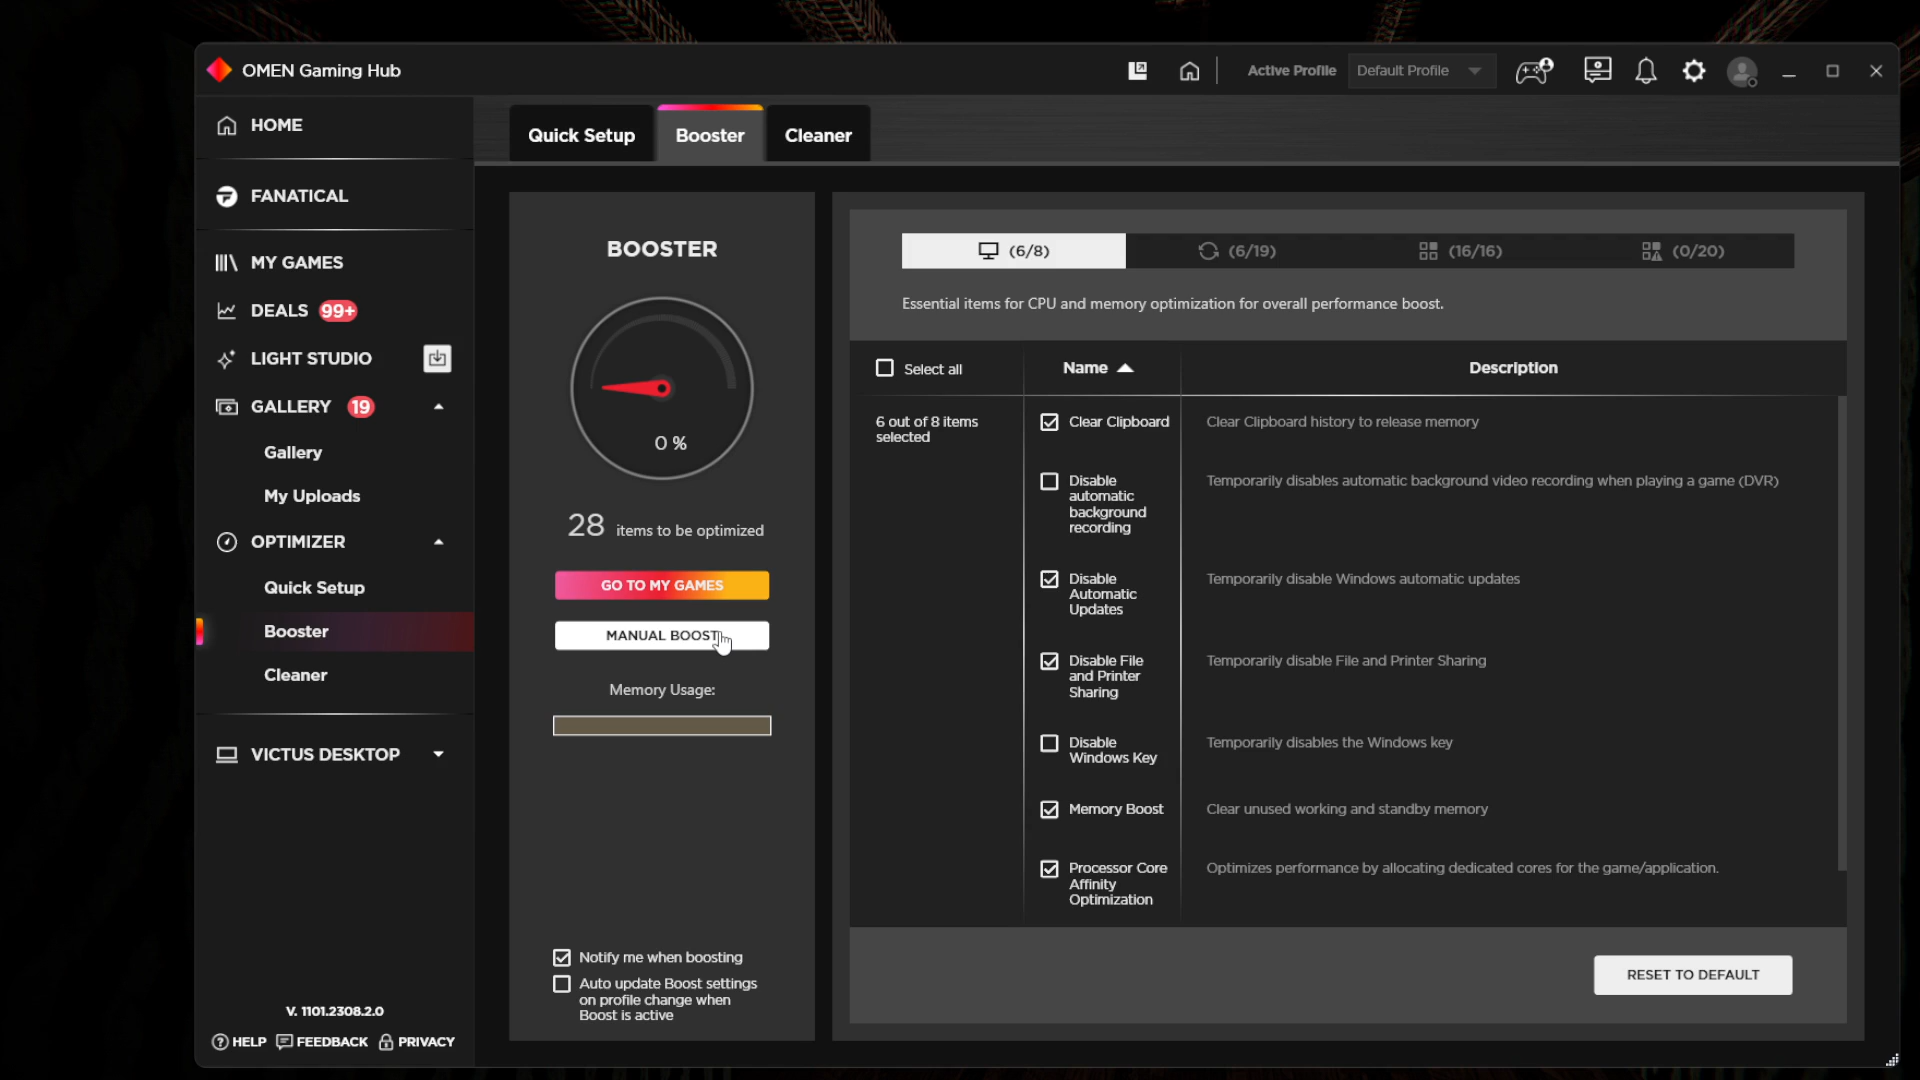 OMEN Gaming Hub
Active Profile
Default Profile
HOME
FANATICAL
MY GAMES
DEALS 99+
LIGHT STUDIO
GALLERY 19
Gallery
My Uploads
OPTIMIZER
Quick Setup
Booster
Cleaner
VICTUS DESKTOP
V. 1101.2308.2.0
HELP FEEDBACK PRIVACY
Quick Setup
Booster
Cleaner
BOOSTER
0 %
28 items to be optimized
GO TO MY GAMES
MANUAL BOOST
Memory Usage:
Notify me when boosting
Auto update Boost settings
on profile change when
Boost is active
(6/8)
(6/19)
(16/16)
(0/20)
Essential items for CPU and memory optimization for overall performance boost.
Select all
Name
Description
6 out of 8 items
selected
Clear Clipboard
Clear Clipboard history to release memory
Disable
automatic
background
recording
Temporarily disables automatic background video recording when playing a game (DVR)
Disable
Automatic
Updates
Temporarily disable Windows automatic updates
Disable File
and Printer
Sharing
Temporarily disable File and Printer Sharing
Disable
Windows Key
Temporarily disables the Windows key
Memory Boost
Clear unused working and standby memory
Processor Core
Affinity
Optimization
Optimizes performance by allocating dedicated cores for the game/application.
RESET TO DEFAULT